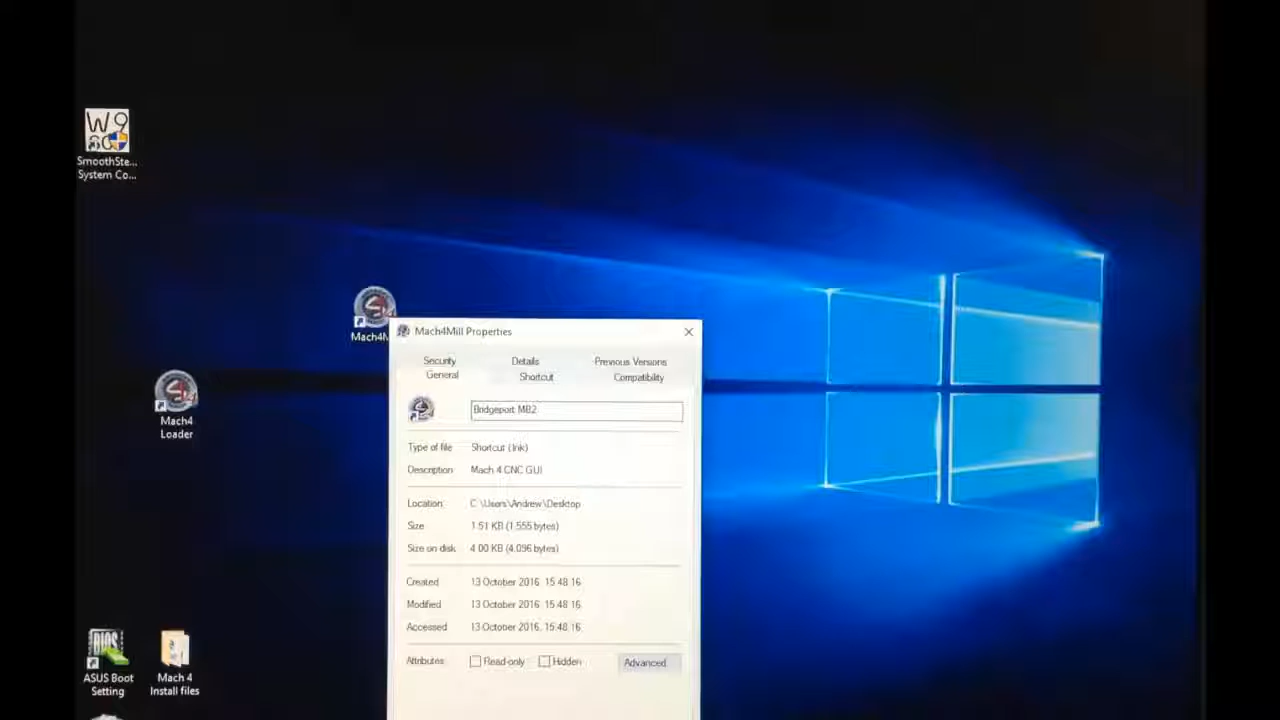 W9
SmoothSte...
System Co...
Mach4M
Mach4
Loader
BIOS
ASUS Boot
Setting
Mach 4
Install files
Mach4Mill Properties
Security Details Previous Versions
General Shortcut Compatibility
Bridgeport MB2
Type of file Shortcut (.lnk)
Description Mach 4 CNC GUI
Location: C:\Users\Andrew\Desktop
Size 1.51 KB (1,555 bytes)
Size on disk 4.00 KB (4,096 bytes)
Created 13 October 2016, 15:48:16
Modified 13 October 2016, 15:48:16
Accessed 13 October 2016, 15:48:16
Attributes: Read-only Hidden Advanced